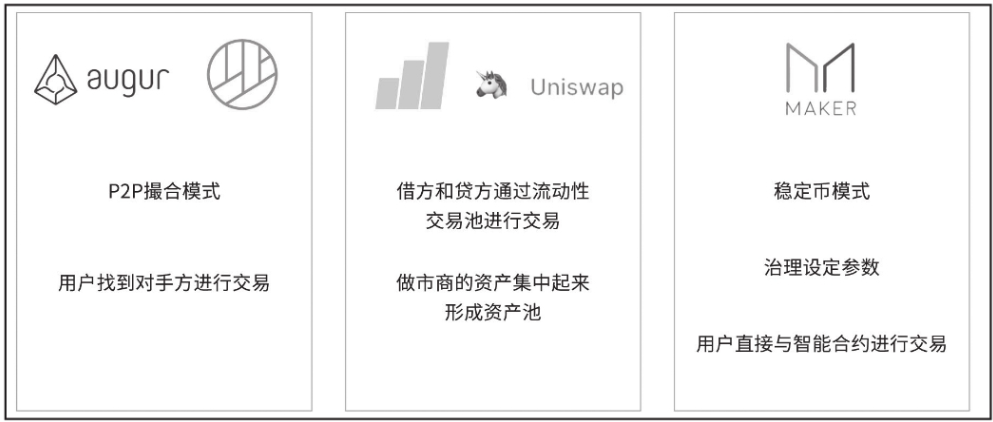 augur
P2P撮合模式
用户找到对手方进行交易
Uniswap
借方和贷方通过流动性
交易池进行交易
做市商的资产集中起来
形成资产池
MAKER
稳定币模式
治理设定参数
用户直接与智能合约进行交易